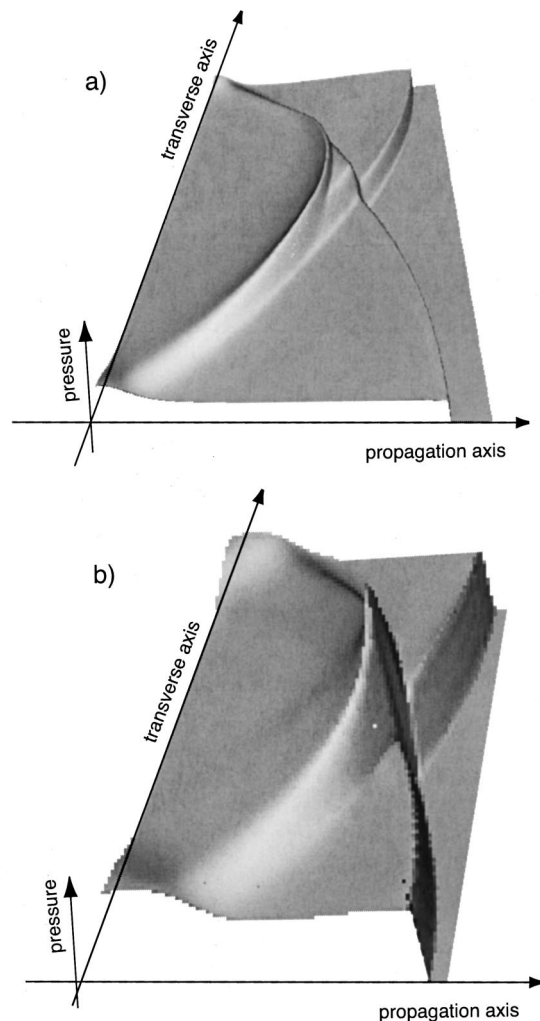 a)
transverse axis
pressure
propagation axis
b)
transverse axis
pressure
propagation axis